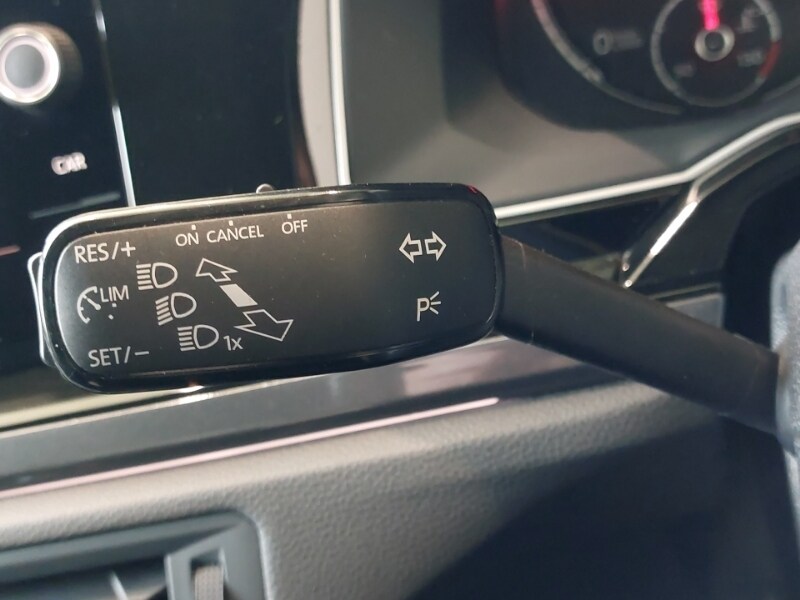 CAR
ON CANCEL OFF
RES/+
LIM
SET/-
1x
P